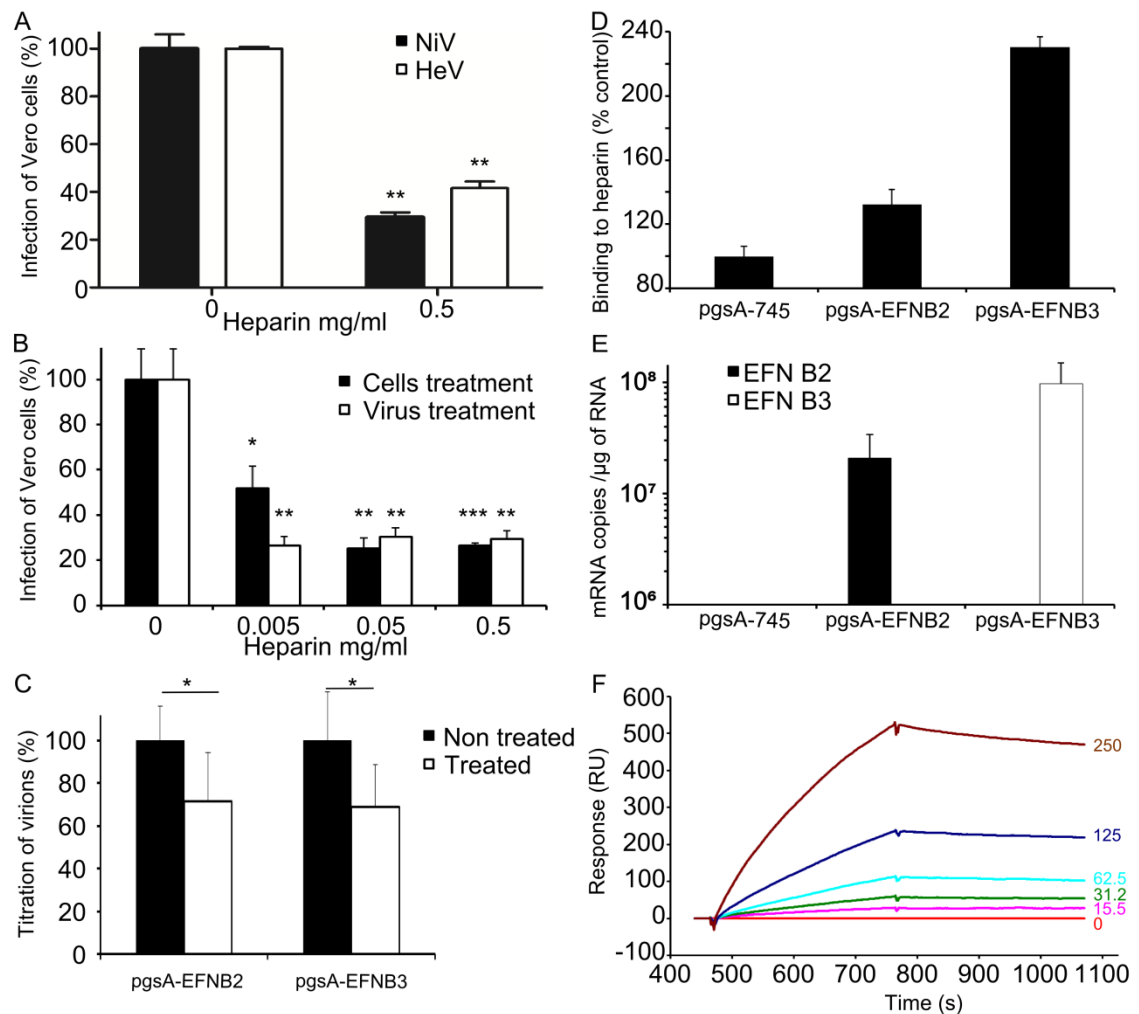 A
Infection of Vero cells (%)
100
80
60
40
20
0
NiV
HeV
**
**
0
0.5
Heparin mg/ml
B
Infection of Vero cells (%)
100
80
60
40
20
0
Cells treatment
Virus treatment
*
**
**
**
***
**
0
0.005
0.05
0.5
Heparin mg/ml
C
Titration of virions (%)
100
80
60
40
20
0
*
*
Non treated
Treated
pgsA-EFNB2
pgsA-EFNB3
D
Binding to heparin (% control)
240
200
160
120
80
pgsA-745
pgsA-EFNB2
pgsA-EFNB3
E
mRNA copies /µg of RNA
10⁸
10⁷
10⁶
EFN B2
EFN B3
pgsA-745
pgsA-EFNB2
pgsA-EFNB3
F
Response (RU)
600
500
400
300
200
100
0
-100
250
125
62.5
31.2
15.5
0
400
500
600
700
800
900
1000
1100
Time (s)